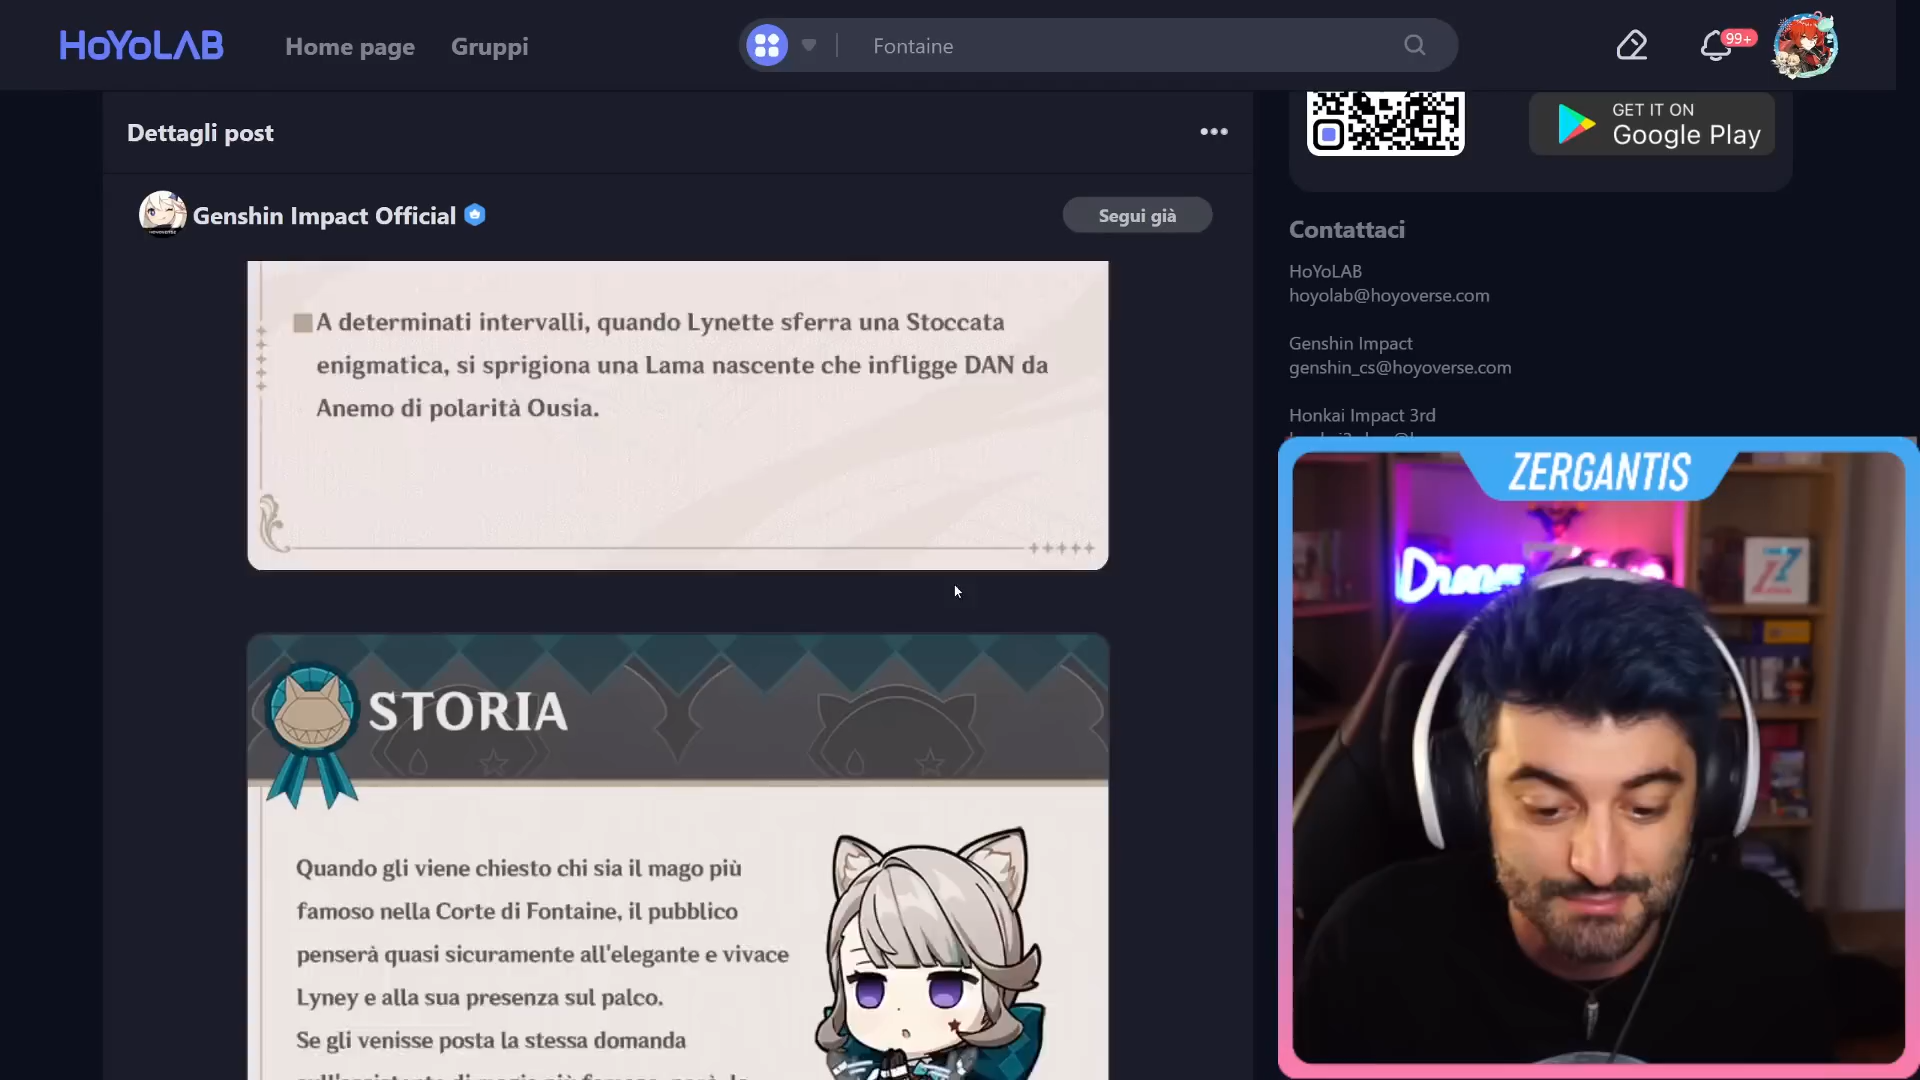 HoYoLAB
Home page
Gruppi
Fontaine
99+
Dettagli post
GET IT ON
Google Play
Genshin Impact Official
Segui già
Contattaci
HoYoLAB
hoyolab@hoyoverse.com
Genshin Impact
genshin_cs@hoyoverse.com
Honkai Impact 3rd
A determinati intervalli, quando Lynette sferra una Stoccata
enigmatica, si sprigiona una Lama nascente che infligge DAN da
Anemo di polarità Ousia.
ZERGANTIS
STORIA
Quando gli viene chiesto chi sia il mago più
famoso nella Corte di Fontaine, il pubblico
penserà quasi sicuramente all'elegante e vivace
Lyney e alla sua presenza sul palco.
Se gli venisse posta la stessa domanda